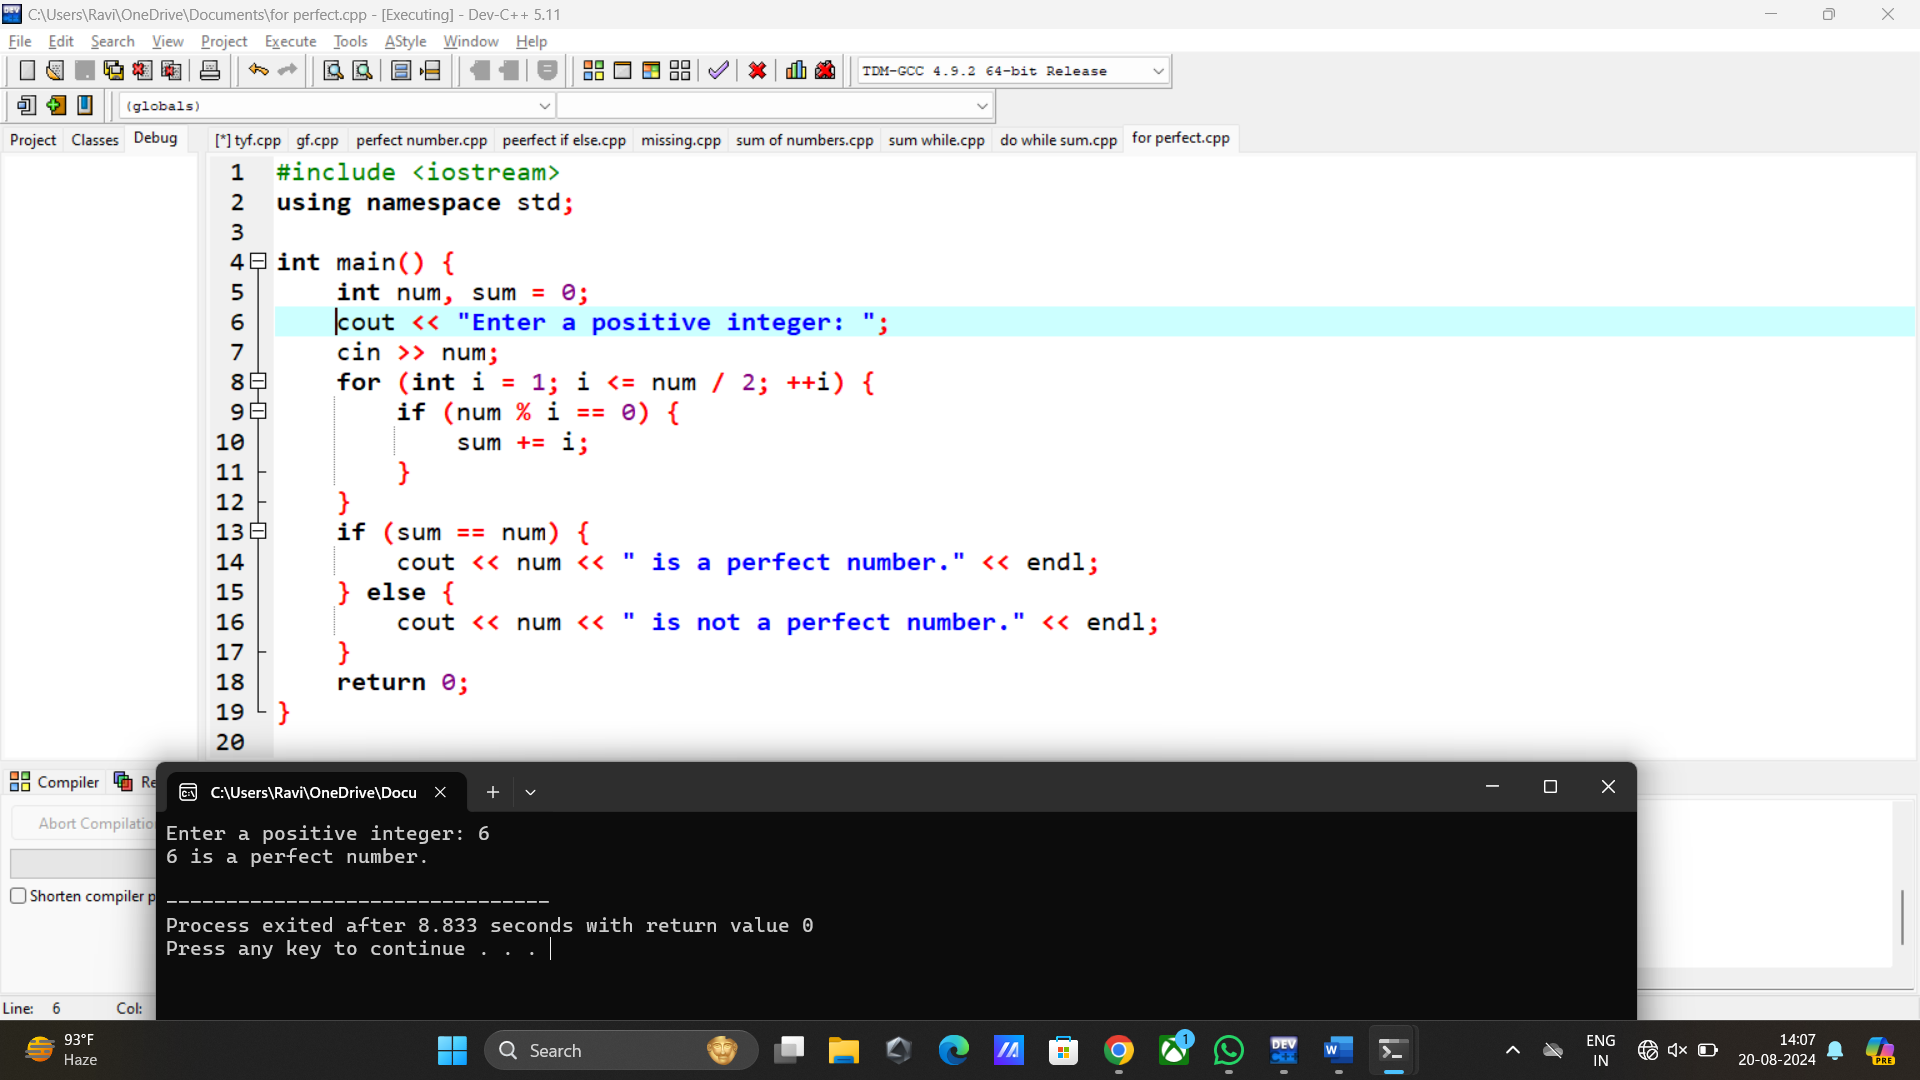 C:\Users\Ravi\OneDrive\Documents\for perfect.cpp - [Executing] - Dev-C++ 5.11
File Edit Search View Project Execute Tools AStyle Window Help
TDM-GCC 4.9.2 64-bit Release
(globals)
Project Classes Debug [*] tyf.cpp gf.cpp perfect number.cpp peerfect if else.cpp missing.cpp sum of numbers.cpp sum while.cpp do while sum.cpp for perfect.cpp
1 #include <iostream>
2 using namespace std;
3
4 int main() {
5 int num, sum = 0;
6 cout << "Enter a positive integer: ";
7 cin >> num;
8 for (int i = 1; i <= num / 2; ++i) {
9 if (num % i == 0) {
10 sum += i;
11 }
12 }
13 if (sum == num) {
14 cout << num << " is a perfect number." << endl;
15 } else {
16 cout << num << " is not a perfect number." << endl;
17 }
18 return 0;
19 }
20
Compiler Re
C:\Users\Ravi\OneDrive\Docu
Abort Compilatio
Shorten compiler p
Enter a positive integer: 6
6 is a perfect number.
--------------------------------
Process exited after 8.833 seconds with return value 0
Press any key to continue . . .
Line: 6 Col:
93°F
Haze
Search
DEV
C++
W
1
ENG
IN
14:07
20-08-2024
PRE